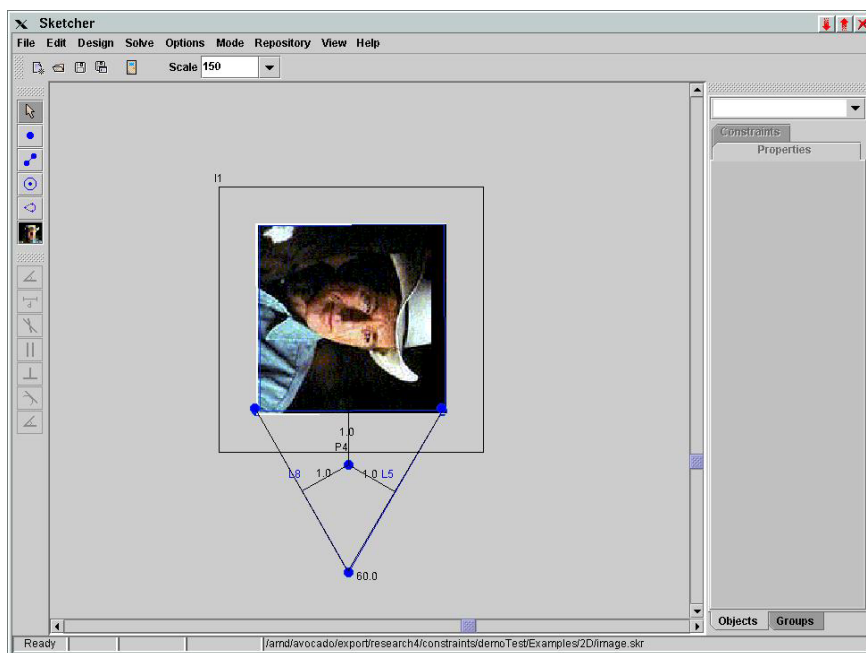 Sketcher
File Edit Design Solve Options Mode Repository View Help
Scale 150
Constraints
Properties
I1
1.0
P4
L8 1.0 1.0 L5
60.0
Objects Groups
Ready /amd/avocado/export/research4/constraints/demoTest/Examples/2D/image.skr